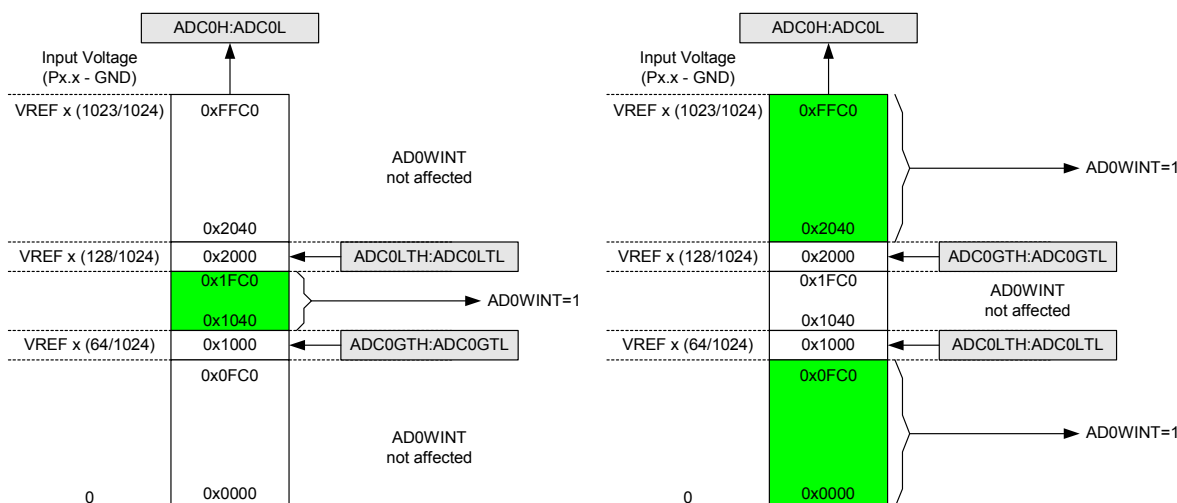 ADC0H:ADC0L
Input Voltage
(Px.x - GND)
VREF x (1023/1024)
0xFFC0
AD0WINT
not affected
0x2040
VREF x (128/1024)
0x2000
ADC0LTH:ADC0LTL
0x1FC0
AD0WINT=1
0x1040
VREF x (64/1024)
0x1000
ADC0GTH:ADC0GTL
0x0FC0
AD0WINT
not affected
0
0x0000
ADC0H:ADC0L
Input Voltage
(Px.x - GND)
VREF x (1023/1024)
0xFFC0
AD0WINT=1
0x2040
VREF x (128/1024)
0x2000
ADC0GTH:ADC0GTL
0x1FC0
AD0WINT
not affected
0x1040
VREF x (64/1024)
0x1000
ADC0LTH:ADC0LTL
0x0FC0
AD0WINT=1
0
0x0000